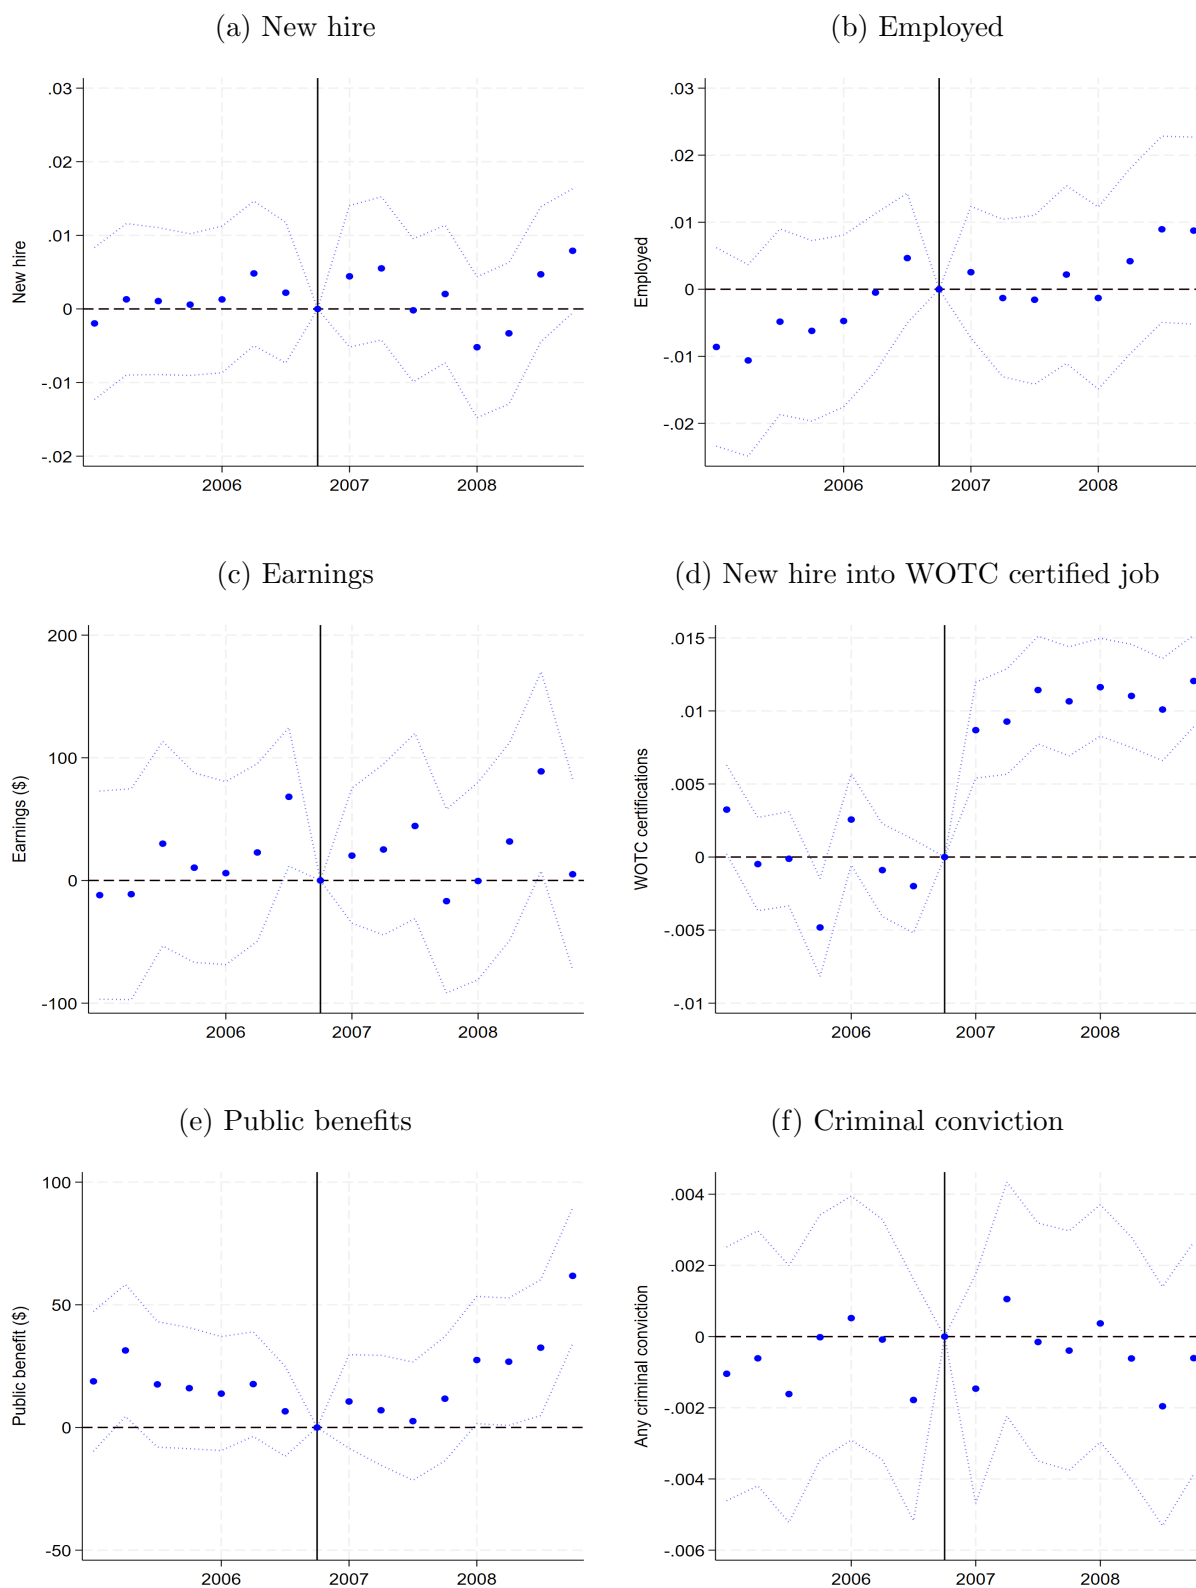 (a) New hire
.03
.02
.01
0
-.01
-.02
New hire
2006 2007 2008
(b) Employed
.03
.02
.01
0
-.01
-.02
Employed
2006 2007 2008
(c) Earnings
200
100
0
-100
Earnings ($)
2006 2007 2008
(d) New hire into WOTC certified job
.015
.01
.005
0
-.005
-.01
WOTC certifications
2006 2007 2008
(e) Public benefits
100
50
0
-50
Public benefit ($)
2006 2007 2008
(f) Criminal conviction
.004
.002
0
-.002
-.004
-.006
Any criminal conviction
2006 2007 2008